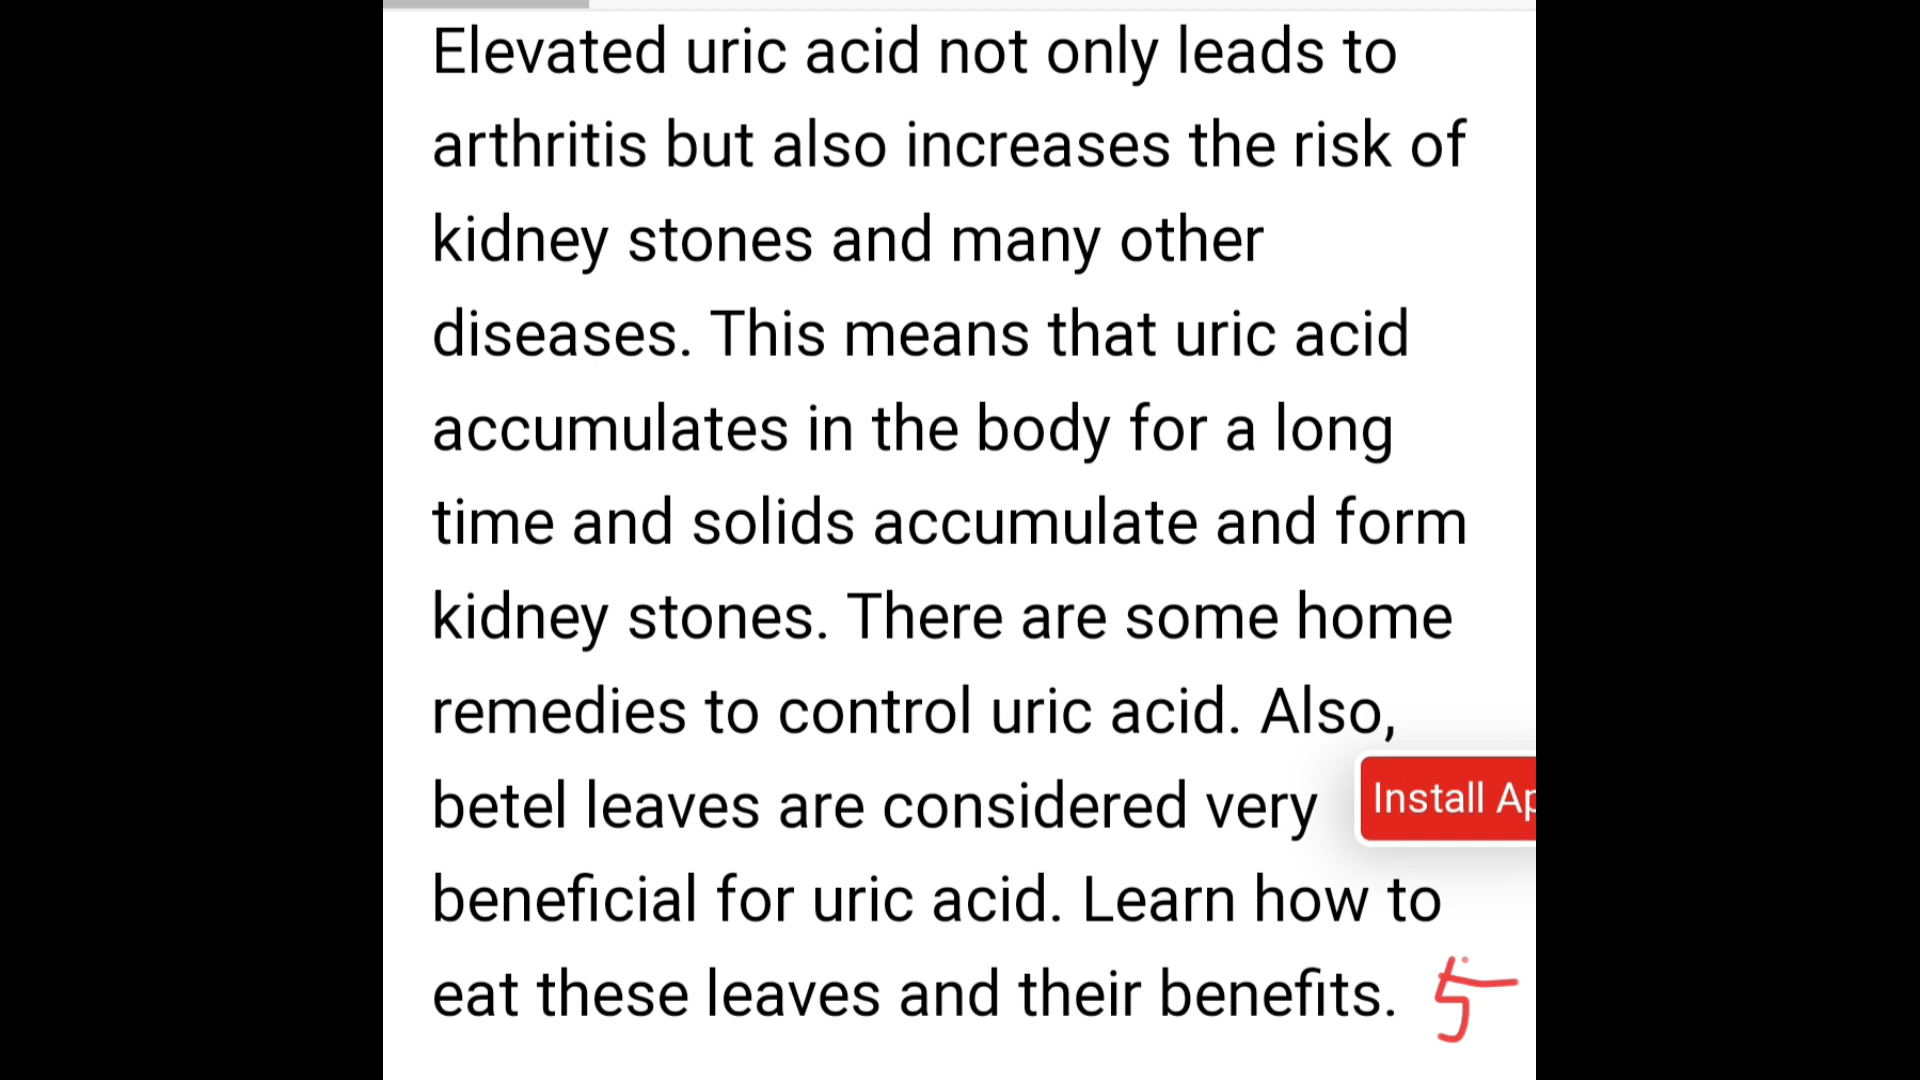 Elevated uric acid not only leads to
arthritis but also increases the risk of
kidney stones and many other
diseases. This means that uric acid
accumulates in the body for a long
time and solids accumulate and form
kidney stones. There are some home
remedies to control uric acid. Also,
betel leaves are considered very
Install Ap
beneficial for uric acid. Learn how to
eat these leaves and their benefits. 5